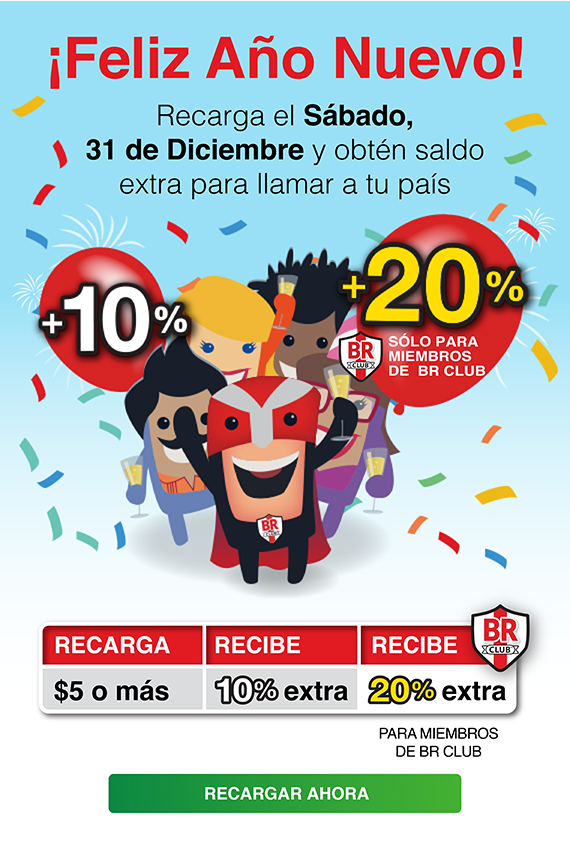 ¡Feliz Año Nuevo!
Recarga el Sábado,
31 de Diciembre y obtén saldo
extra para llamar a tu país
+10%
+20%
SÓLO PARA
MIEMBROS
DE BR CLUB
BR
CLUB
BR
RECARGA RECIBE RECIBE
BR
CLUB
$5 o más 10% extra 20% extra
PARA MIEMBROS
DE BR CLUB
RECARGAR AHORA